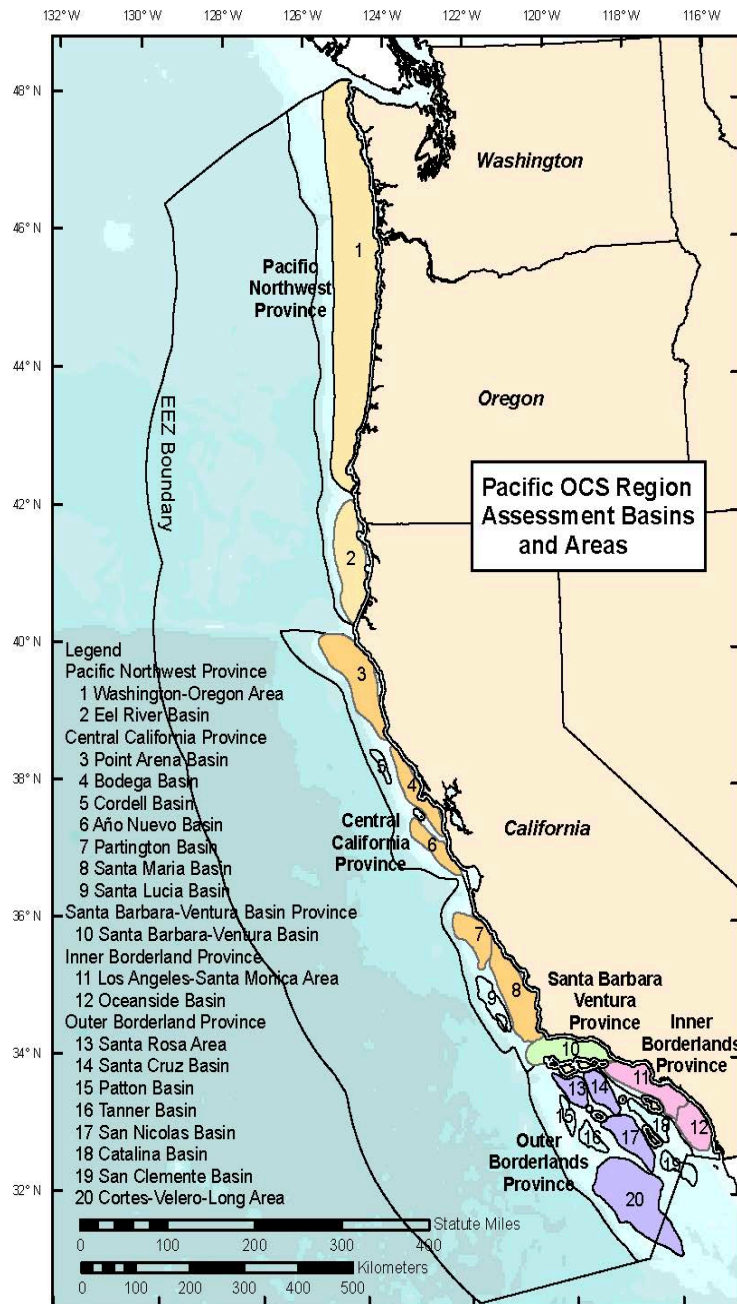 132°W 130°W 128°W 126°W 125°W 124°W 122°W 120°W 118°W 116°W
48° N
46° N
44° N
42° N
40° N
38° N
36° N
34° N
32° N
Washington
1
Pacific
Northwest
Province
Oregon
EEZ Boundary
Pacific OCS Region
Assessment Basins
and Areas
2
3
4
5
6
Central
California
Province
California
7
8
9
Santa Barbara
Ventura
Province
Inner
Borderlands
Province
10
11
12
13
14
15
16
17
18
19
20
Outer
Borderlands
Province
Legend
Pacific Northwest Province
1 Washington-Oregon Area
2 Eel River Basin
Central California Province
3 Point Arena Basin
4 Bodega Basin
5 Cordell Basin
6 Año Nuevo Basin
7 Partington Basin
8 Santa Maria Basin
9 Santa Lucia Basin
Santa Barbara-Ventura Basin Province
10 Santa Barbara-Ventura Basin
Inner Borderland Province
11 Los Angeles-Santa Monica Area
12 Oceanside Basin
Outer Borderland Province
13 Santa Rosa Area
14 Santa Cruz Basin
15 Patton Basin
16 Tanner Basin
17 San Nicolas Basin
18 Catalina Basin
19 San Clemente Basin
20 Cortes-Velero-Long Area
Statute Miles
0 100 200 300 400
Kilometers
0 100 200 300 400 500